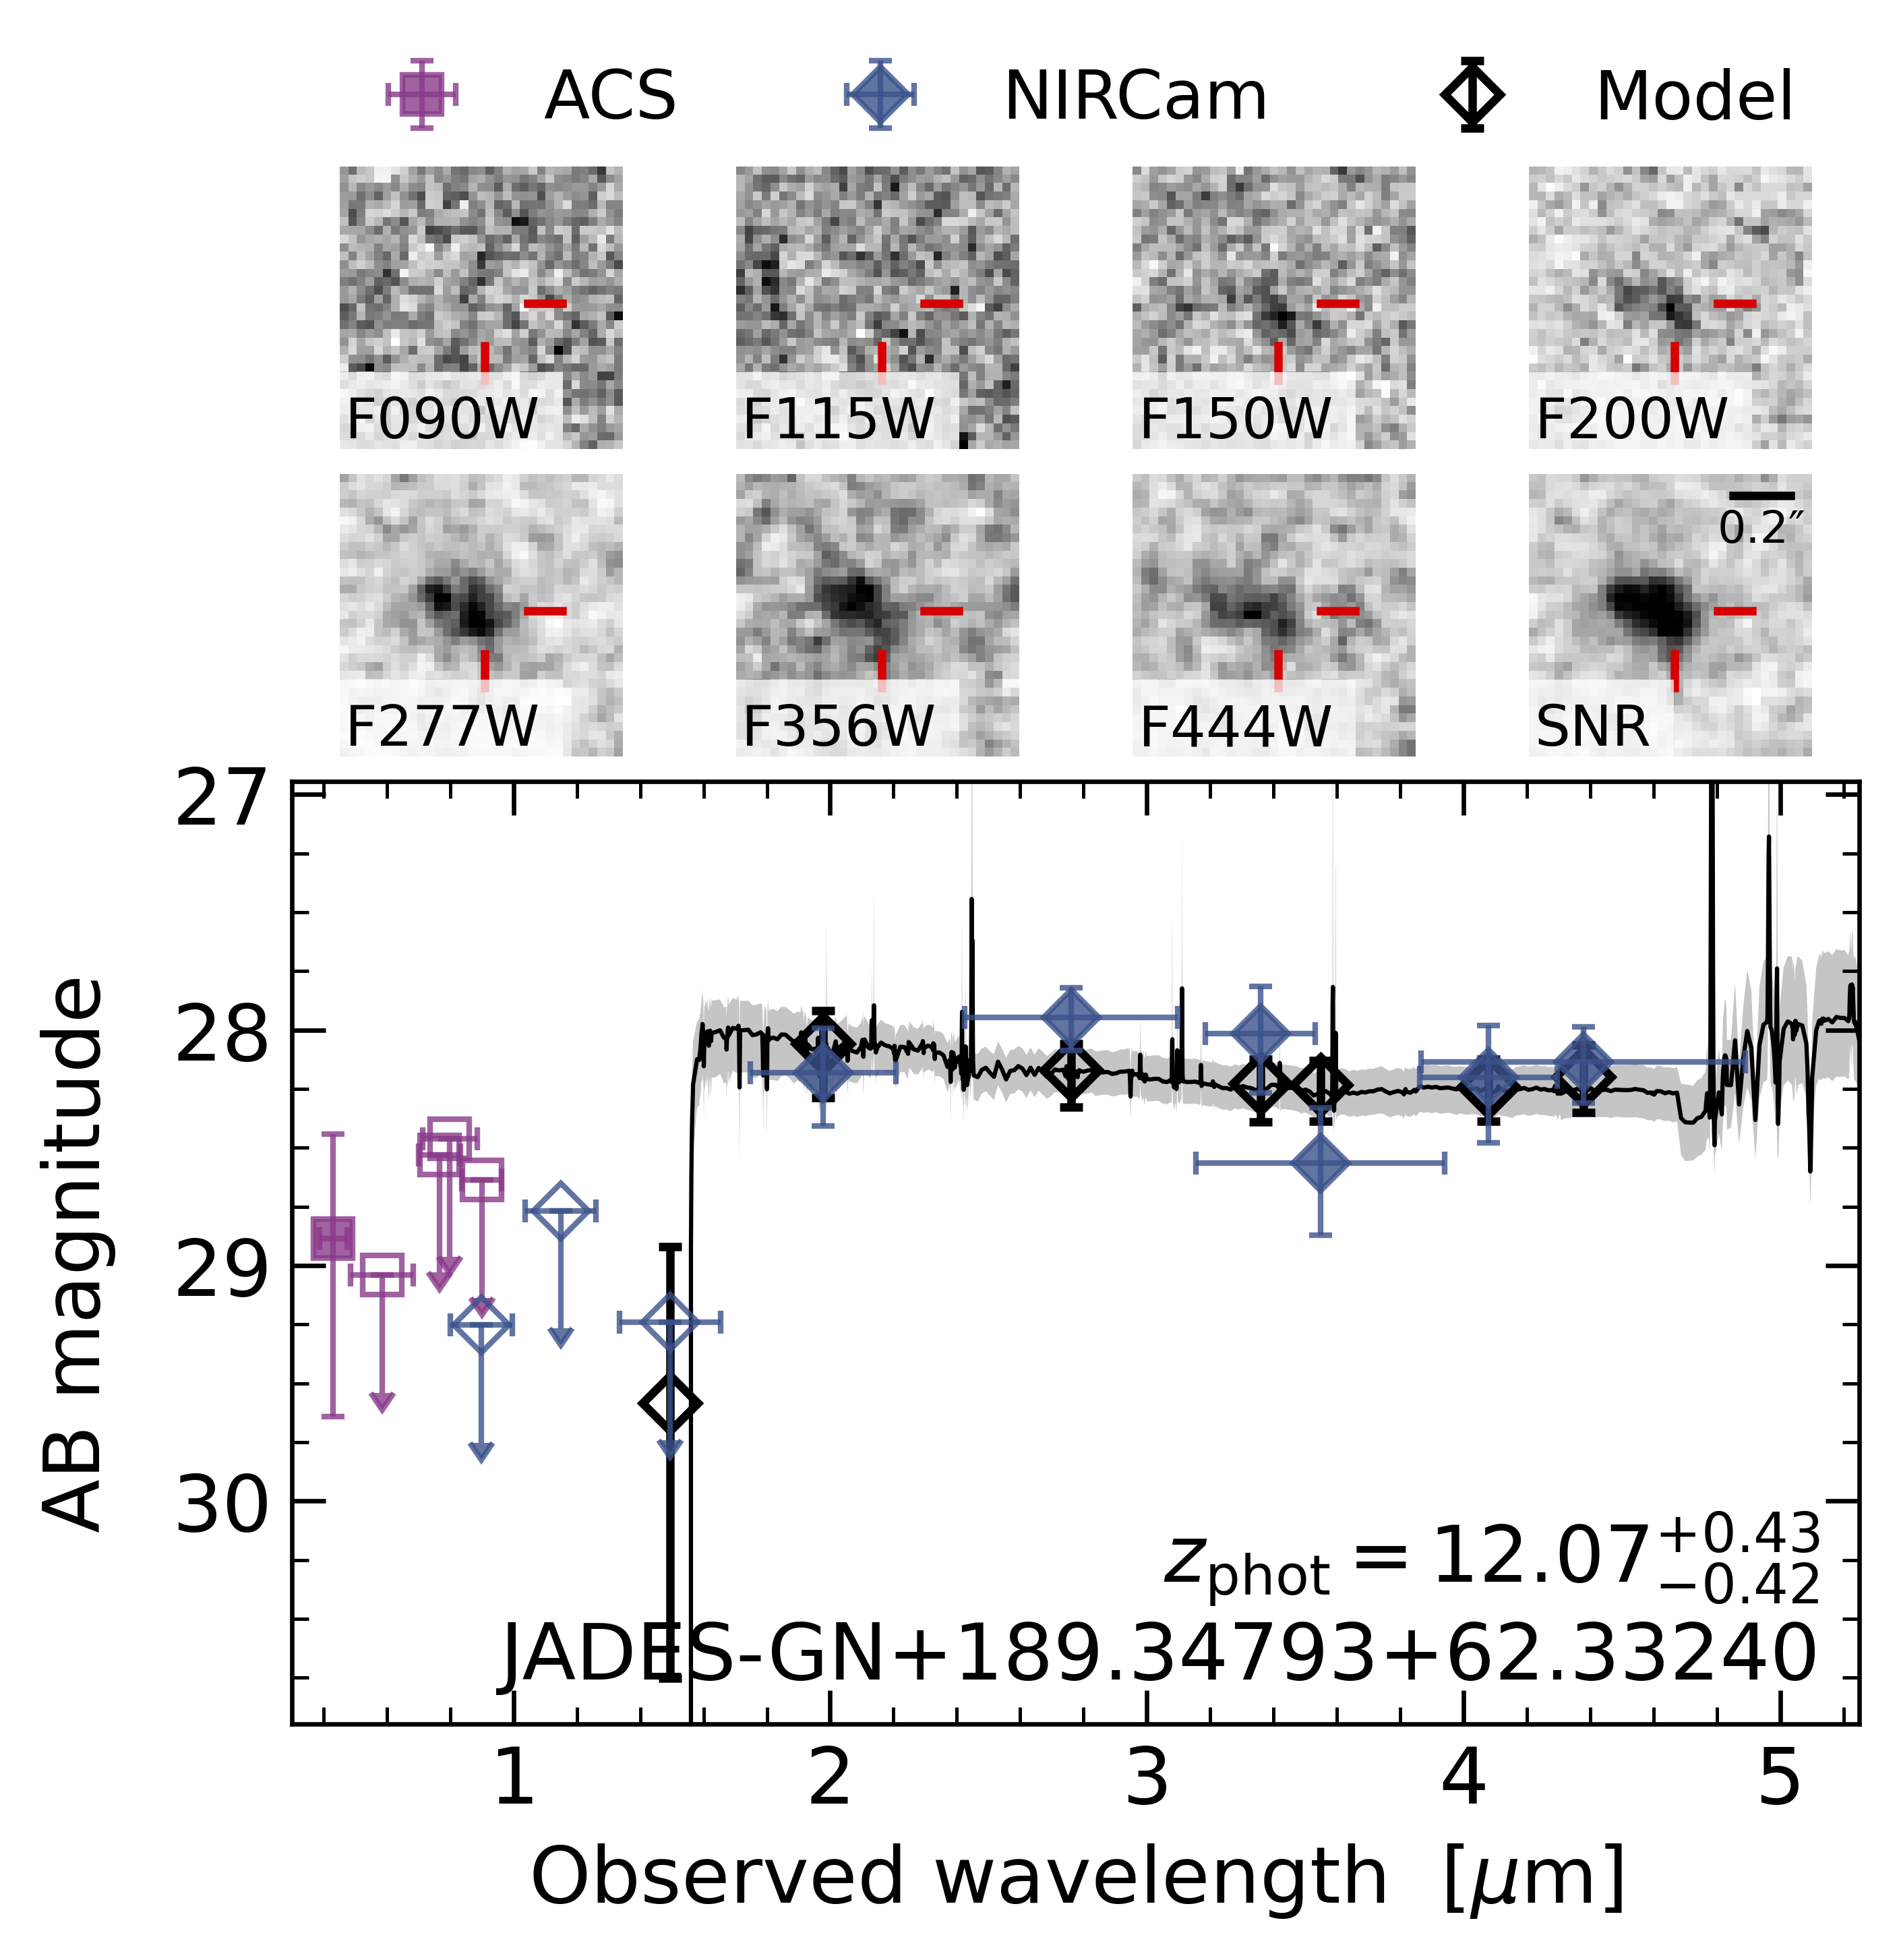 ACS NIRCam Model
F090W F115W F150W F200W
0.2″
F277W F356W F444W SNR
27
28
29
30
AB magnitude
z_phot = 12.07 +0.43 −0.42
JADES-GN+189.34793+62.33240
1 2 3 4 5
Observed wavelength [μm]